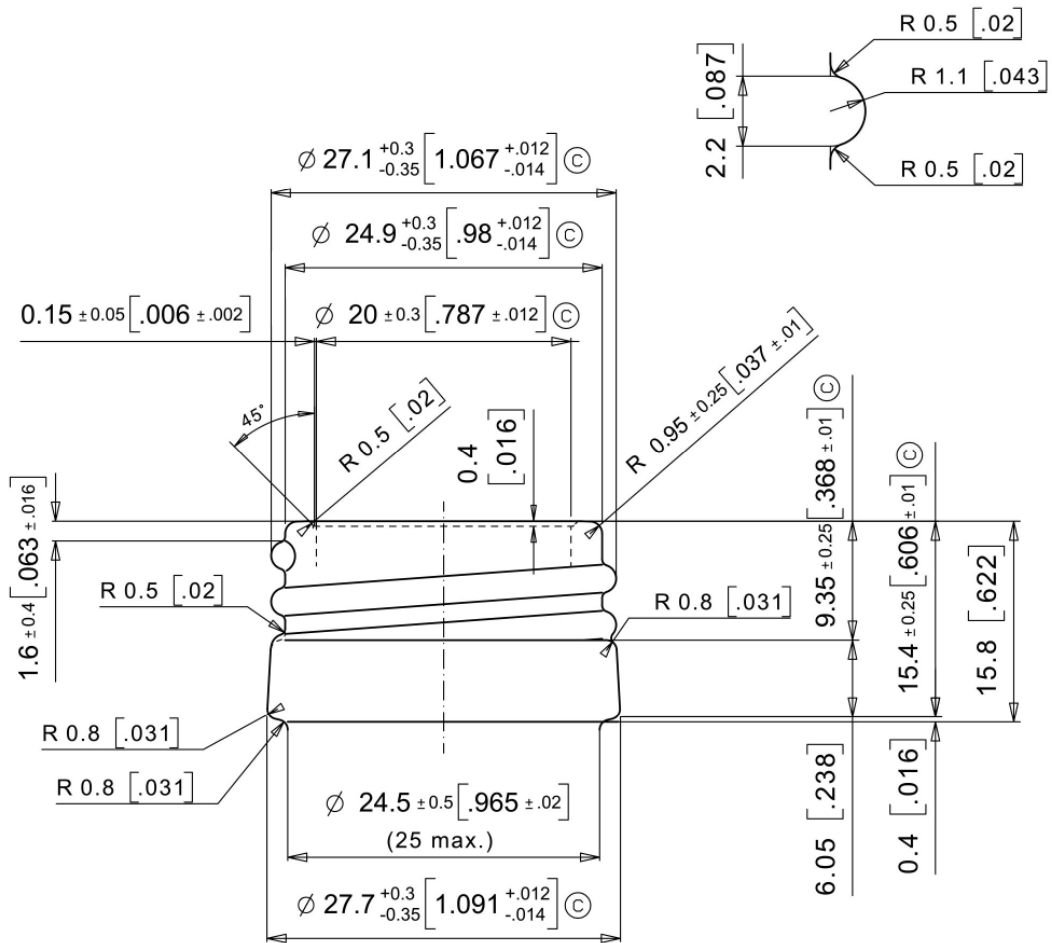 R 0.5 [.02]
R 1.1 [.043]
2.2 [.087]
R 0.5 [.02]
Ø 27.1 +0.3 -0.35 [1.067 +.012 -.014] Ⓒ
Ø 24.9 +0.3 -0.35 [.98 +.012 -.014] Ⓒ
0.15 ± 0.05 [.006 ± .002]
Ø 20 ± 0.3 [.787 ± .012] Ⓒ
45°
R 0.5 [.02]
0.4 [.016]
R 0.95 ± 0.25 [.037 ± .01]
1.6 ± 0.4 [.063 ± .016]
9.35 ± 0.25 [.368 ± .01] Ⓒ
15.4 ± 0.25 [.606 ± .01] Ⓒ
15.8 [.622]
R 0.5 [.02]
R 0.8 [.031]
R 0.8 [.031]
R 0.8 [.031]
6.05 [.238]
0.4 [.016]
Ø 24.5 ± 0.5 [.965 ± .02]
(25 max.)
Ø 27.7 +0.3 -0.35 [1.091 +.012 -.014] Ⓒ